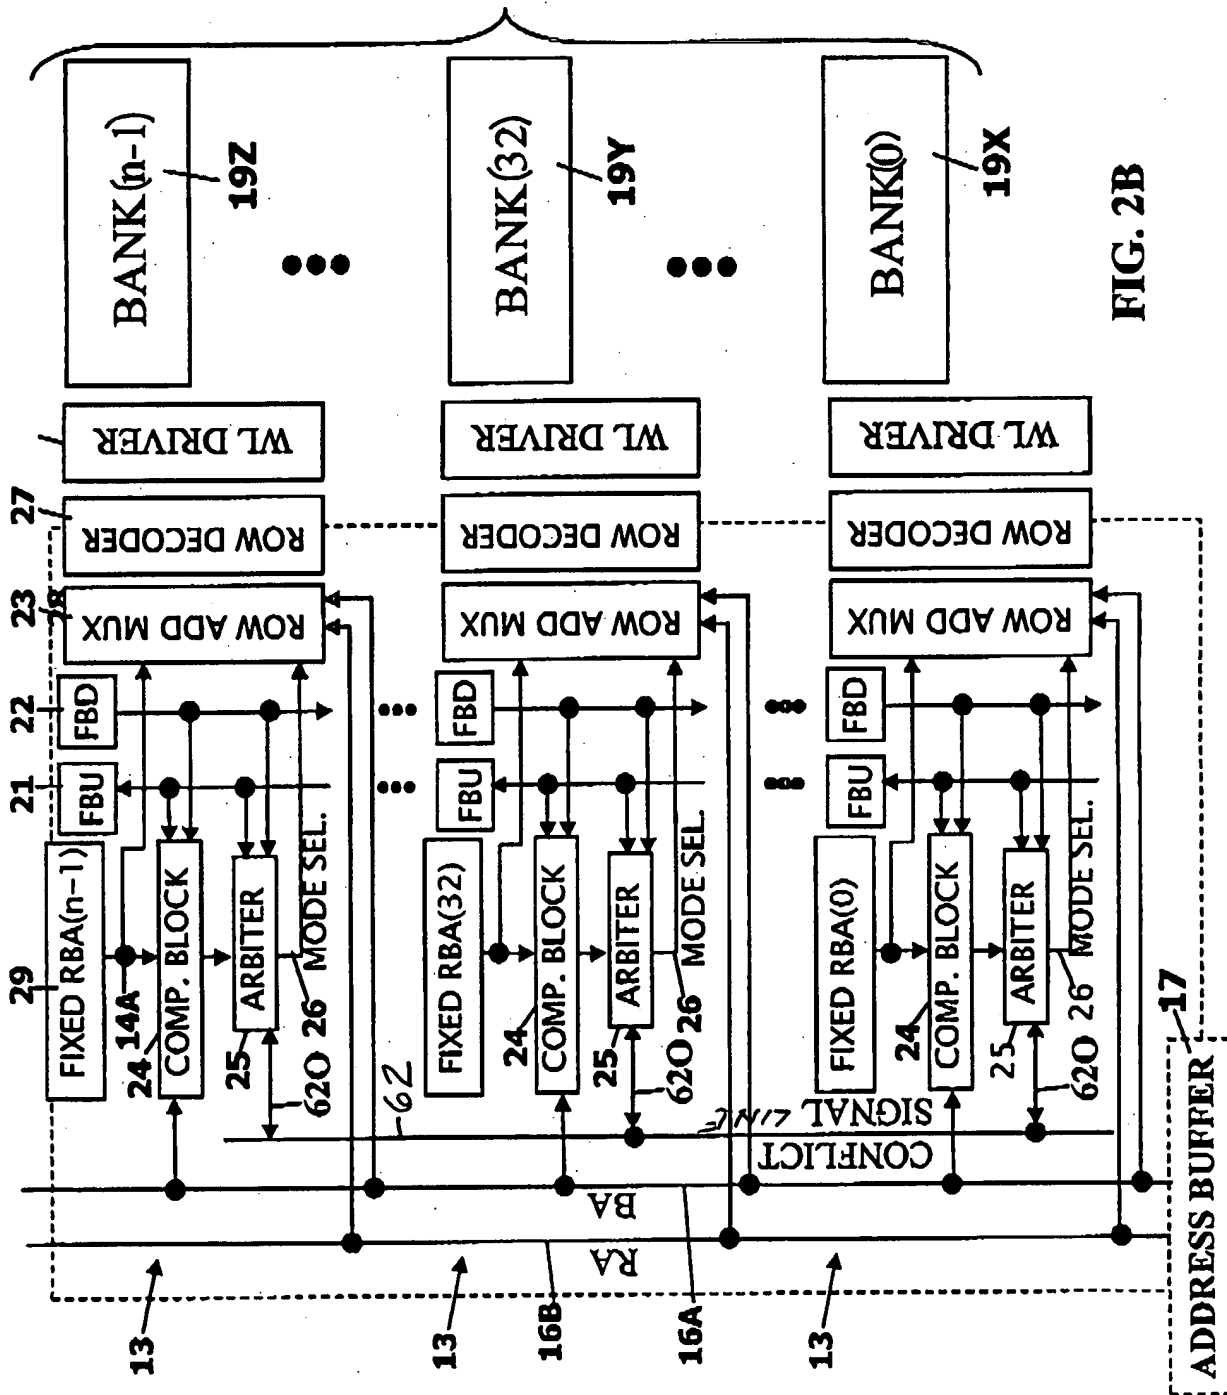 29
21
22
23
28
27
FIXED RBA(n-1)
FBU
FBD
ROW ADD MUX
ROW DECODER
WL DRIVER
BANK(n-1)
19Z
14A
24
COMP. BLOCK
25
ARBITER
620
26
MODE SEL.
13
62
FIXED RBA(32)
FBU
FBD
ROW ADD MUX
ROW DECODER
WL DRIVER
BANK(32)
19Y
24
COMP. BLOCK
25
ARBITER
620
26
MODE SEL.
13
16B
16A
RA
BA
CONFLICT
SIGNAL LINE
FIXED RBA(0)
FBU
FBD
ROW ADD MUX
ROW DECODER
WL DRIVER
BANK(0)
19X
24
COMP. BLOCK
25
ARBITER
620
26
MODE SEL.
13
17
ADDRESS BUFFER
FIG. 2B